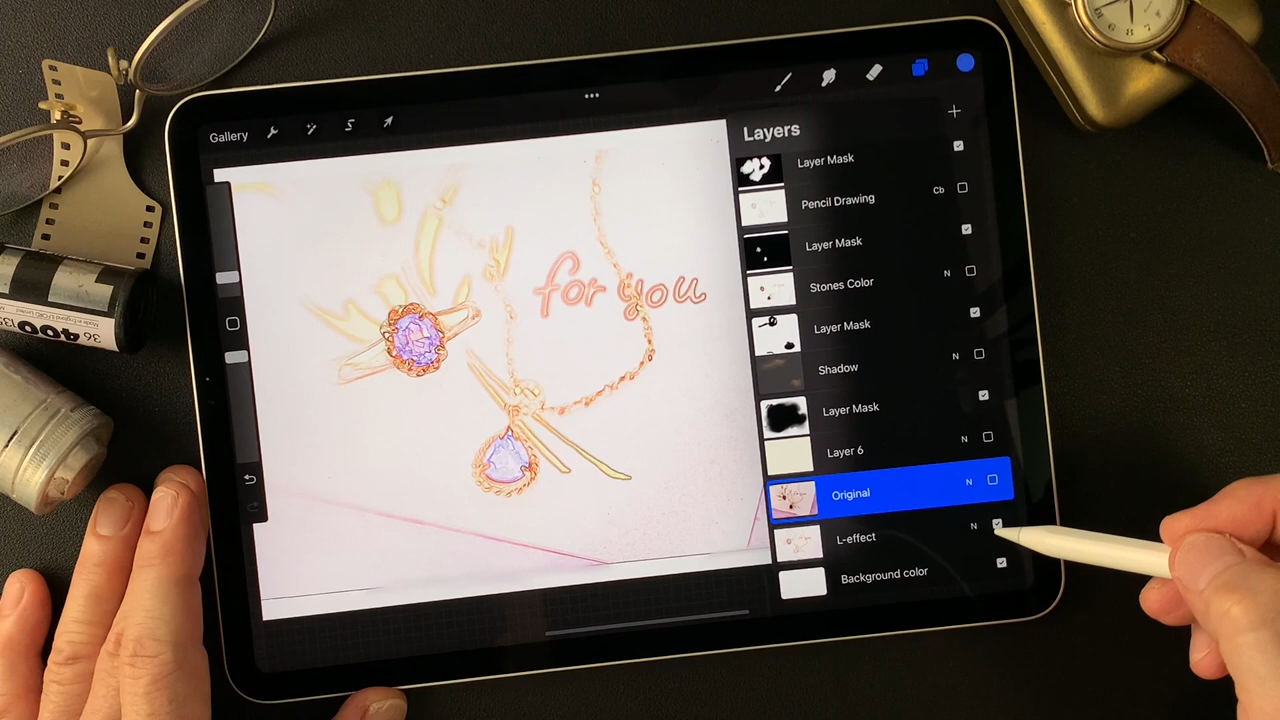 Gallery
S
Layers
Layer Mask
Pencil Drawing Cb
Layer Mask
Stones Color N
Layer Mask
Shadow N
Layer Mask
Layer 6 N
Original N
L-effect N
Background color
for you
400
36
135